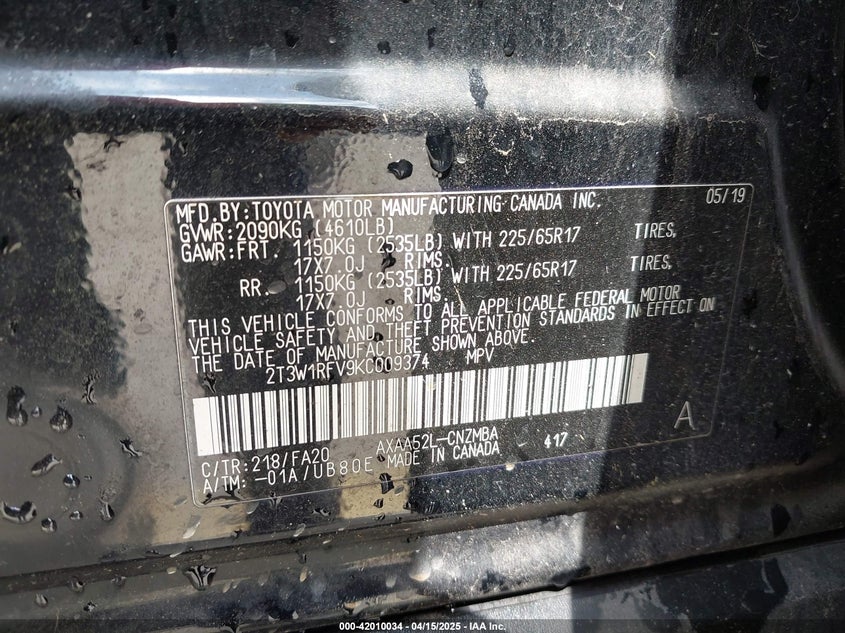 05/19
MFD.BY:TOYOTA MOTOR MANUFACTURING CANADA INC.
GVWR:2090KG (4610LB)
GAWR:FRT. 1150KG (2535LB) WITH 225/65R17 TIRES,
17X7.0J RIMS.
RR. 1150KG (2535LB) WITH 225/65R17 TIRES,
17X7.0J RIMS.
THIS VEHICLE CONFORMS TO ALL APPLICABLE FEDERAL MOTOR
VEHICLE SAFETY AND THEFT PREVENTION STANDARDS IN EFFECT ON
THE DATE OF MANUFACTURE SHOWN ABOVE.
2T3W1RFV9KC009374 MPV
A
C/TR:218/FA20 AXAA52L-CNZMBA 417
A/TM:-01A/UB80E MADE IN CANADA
000-42010034 - 04/15/2025 - IAA Inc.